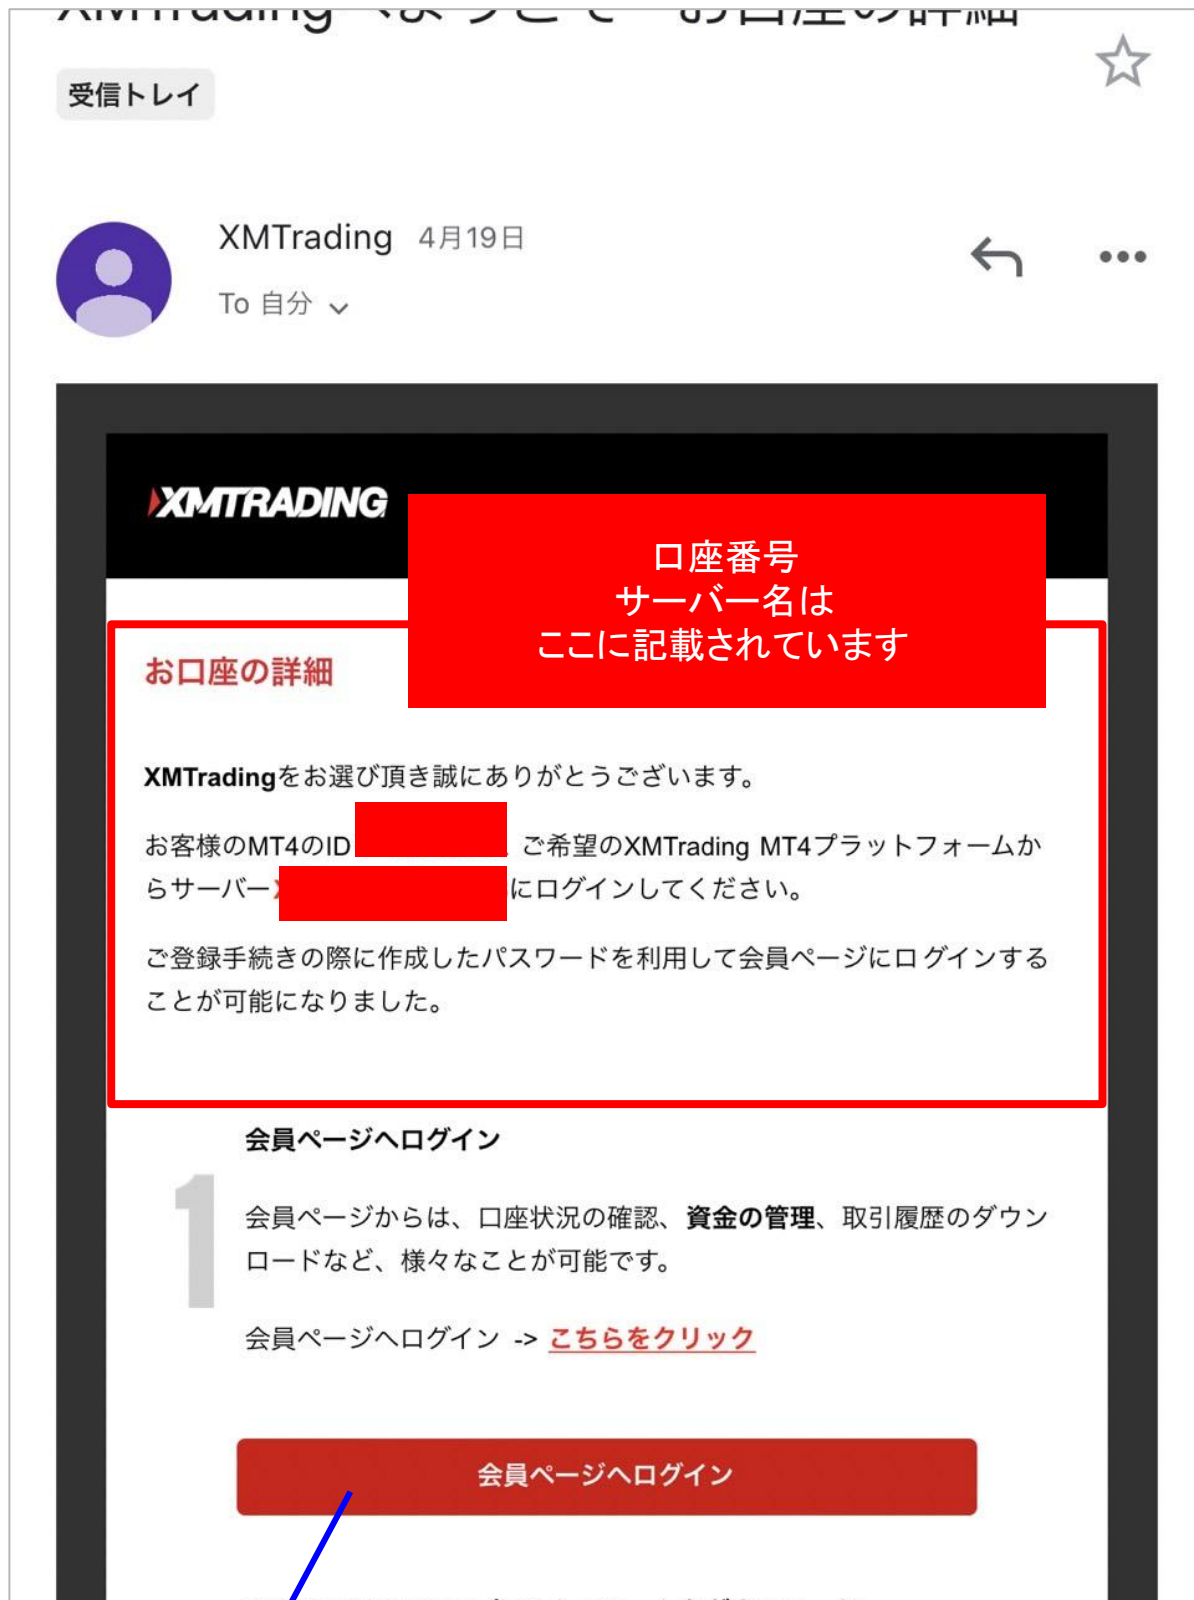 XMTrading へようこそ - お口座の詳細
受信トレイ
XMTrading 4月19日
To 自分
XMTRADING
口座番号
サーバー名は
ここに記載されています
お口座の詳細
XMTradingをお選び頂き誠にありがとうございます。
お客様のMT4のID ご希望のXMTrading MT4プラットフォームか
らサーバー にログインしてください。
ご登録手続きの際に作成したパスワードを利用して会員ページにログインする
ことが可能になりました。
会員ページへログイン
1
会員ページからは、口座状況の確認、資金の管理、取引履歴のダウン
ロードなど、様々なことが可能です。
会員ページへログイン -> こちらをクリック
会員ページへログイン